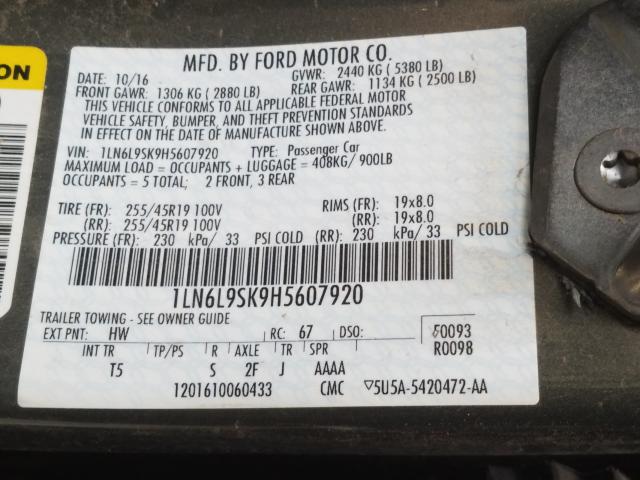 ON
MFD. BY FORD MOTOR CO.
DATE: 10/16 GVWR: 2440 KG ( 5380 LB)
FRONT GAWR: 1306 KG ( 2880 LB) REAR GAWR: 1134 KG ( 2500 LB)
THIS VEHICLE CONFORMS TO ALL APPLICABLE FEDERAL MOTOR
VEHICLE SAFETY, BUMPER, AND THEFT PREVENTION STANDARDS
IN EFFECT ON THE DATE OF MANUFACTURE SHOWN ABOVE.
VIN: 1LN6L9SK9H5607920 TYPE: Passenger Car
MAXIMUM LOAD = OCCUPANTS + LUGGAGE = 408KG/900LB
OCCUPANTS = 5 TOTAL; 2 FRONT, 3 REAR
TIRE (FR): 255/45R19 100V RIMS (FR): 19x8.0
(RR): 255/45R19 100V (RR): 19x8.0
PRESSURE (FR): 230 kPa/ 33 PSI COLD (RR): 230 kPa/ 33 PSI COLD
1LN6L9SK9H5607920
TRAILER TOWING - SEE OWNER GUIDE
EXT PNT: HW RC: 67 DSO: F0093
INT TR TP/PS R AXLE TR SPR R0098
T5 S 2F J AAAA
1201610060433 CMC ▽5U5A-5420472-AA